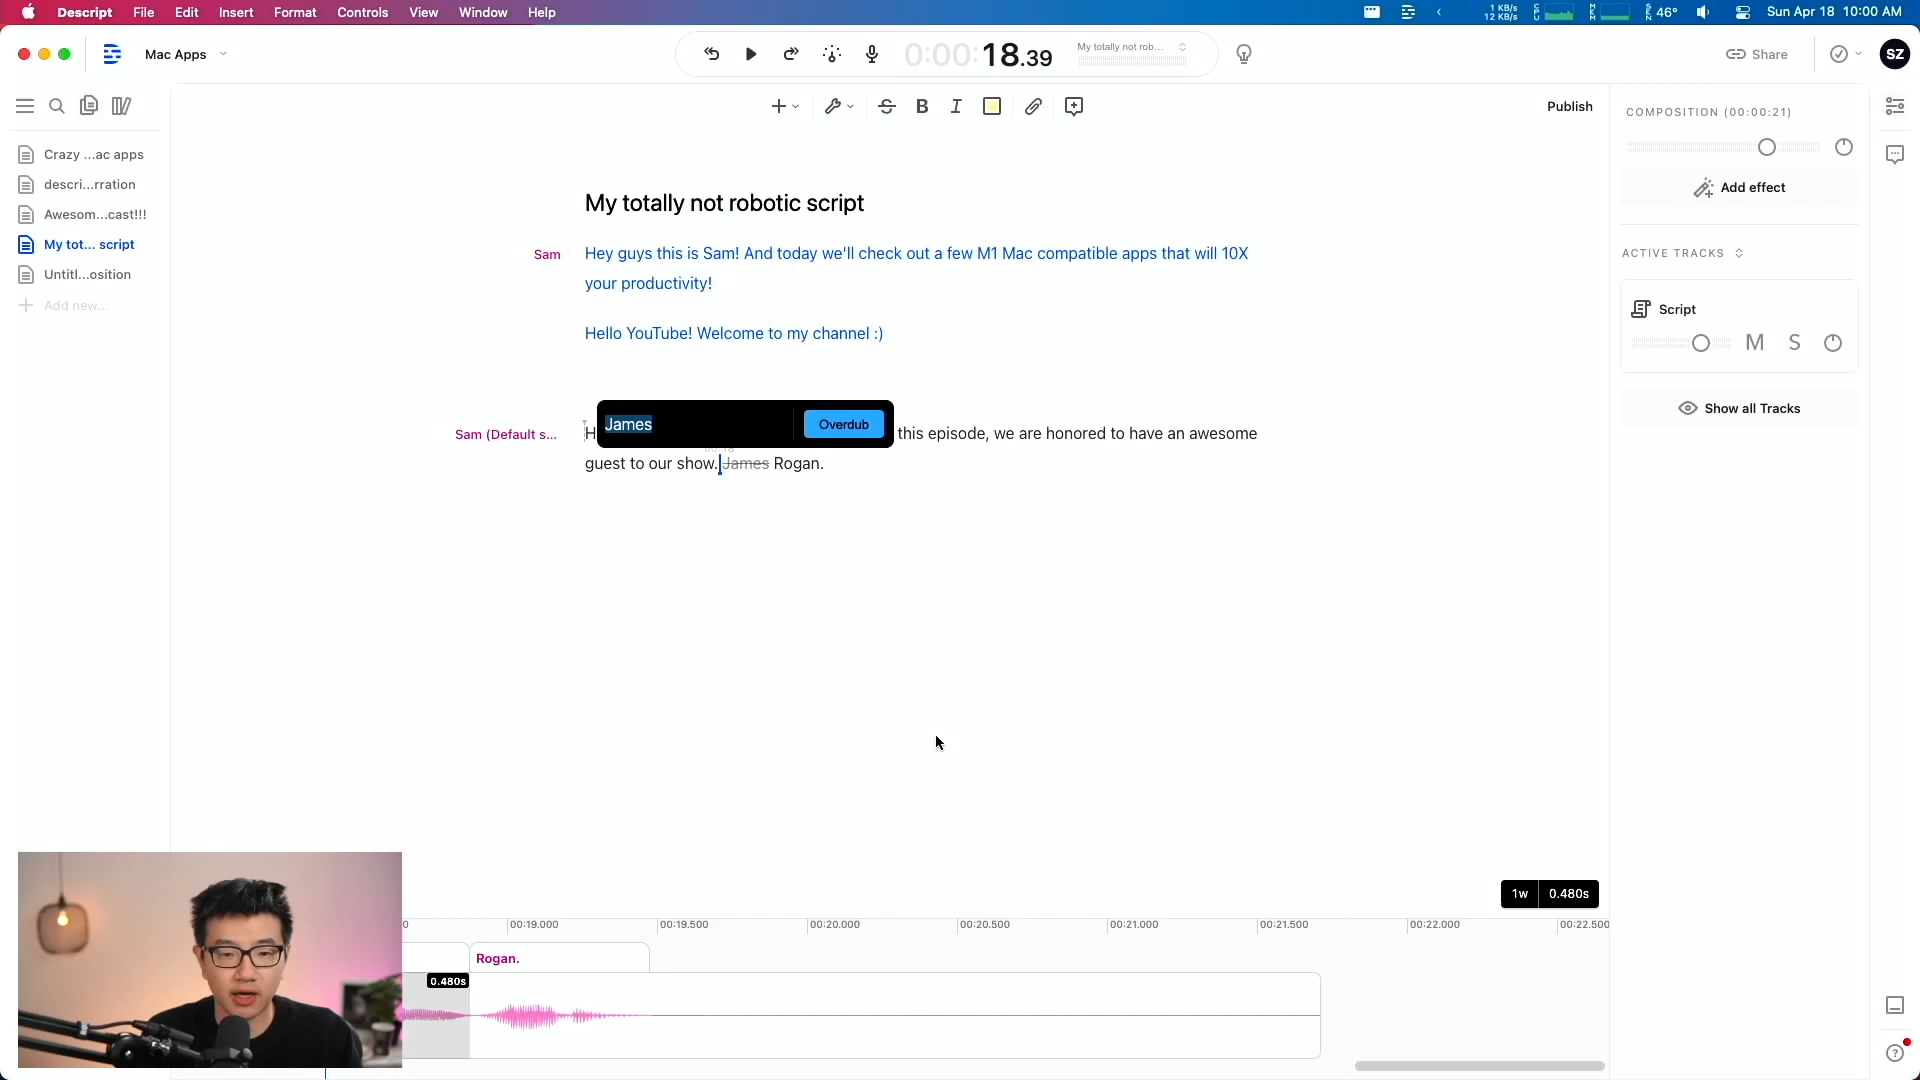 Descript File Edit Insert Format Controls View Window Help
1 KB/s
12 KB/s
46° Sun Apr 18 10:00 AM
Mac Apps
0:00:18.39
My totally not rob...
Share
SZ
Publish
Crazy ...ac apps
descri...rration
Awesom...cast!!!
My tot... script
Untitl...osition
Add new...
My totally not robotic script
Sam
Hey guys this is Sam! And today we'll check out a few M1 Mac compatible apps that will 10X
your productivity!
Hello YouTube! Welcome to my channel :)
James Overdub
Sam (Default s... H this episode, we are honored to have an awesome
guest to our show. James Rogan.
COMPOSITION (00:00:21)
Add effect
ACTIVE TRACKS
Script
M S
Show all Tracks
1w 0.480s
0 00:19.000 00:19.500 00:20.000 00:20.500 00:21.000 00:21.500 00:22.000 00:22.500
Rogan.
0.480s